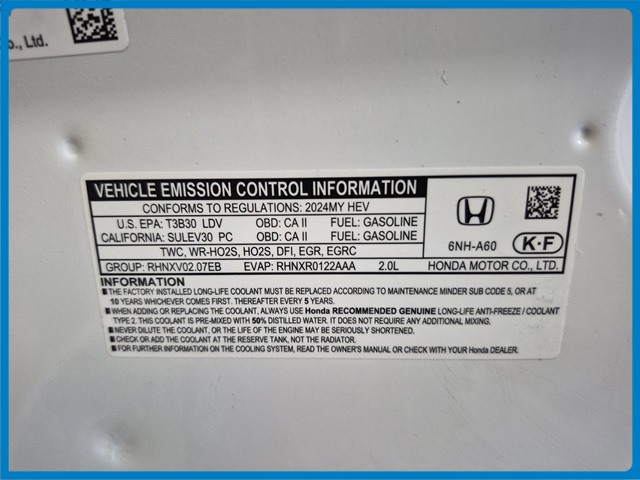 o., Ltd.
VEHICLE EMISSION CONTROL INFORMATION
CONFORMS TO REGULATIONS: 2024MY HEV
U.S. EPA: T3B30 LDV OBD: CA II FUEL: GASOLINE
CALIFORNIA: SULEV30 PC OBD: CA II FUEL: GASOLINE
TWC, WR-HO2S, HO2S, DFI, EGR, EGRC
GROUP: RHNXV02.07EB EVAP: RHNXR0122AAA 2.0L
6NH-A60
K·F
HONDA MOTOR CO., LTD.
INFORMATION
■ THE FACTORY INSTALLED LONG-LIFE COOLANT MUST BE REPLACED ACCORDING TO MAINTENANCE MINDER SUB CODE 5, OR AT
10 YEARS WHICHEVER COMES FIRST. THEREAFTER EVERY 5 YEARS.
■ WHEN ADDING OR REPLACING THE COOLANT, ALWAYS USE Honda RECOMMENDED GENUINE LONG-LIFE ANTI-FREEZE / COOLANT
TYPE 2. THIS COOLANT IS PRE-MIXED WITH 50% DISTILLED WATER. IT DOES NOT REQUIRE ANY ADDITIONAL MIXING.
■ NEVER DILUTE THE COOLANT, OR THE LIFE OF THE ENGINE MAY BE SERIOUSLY SHORTENED.
■ CHECK OR ADD THE COOLANT AT THE RESERVE TANK, NOT THE RADIATOR.
■ FOR FURTHER INFORMATION ON THE COOLING SYSTEM, READ THE OWNER'S MANUAL OR CHECK WITH YOUR Honda DEALER.